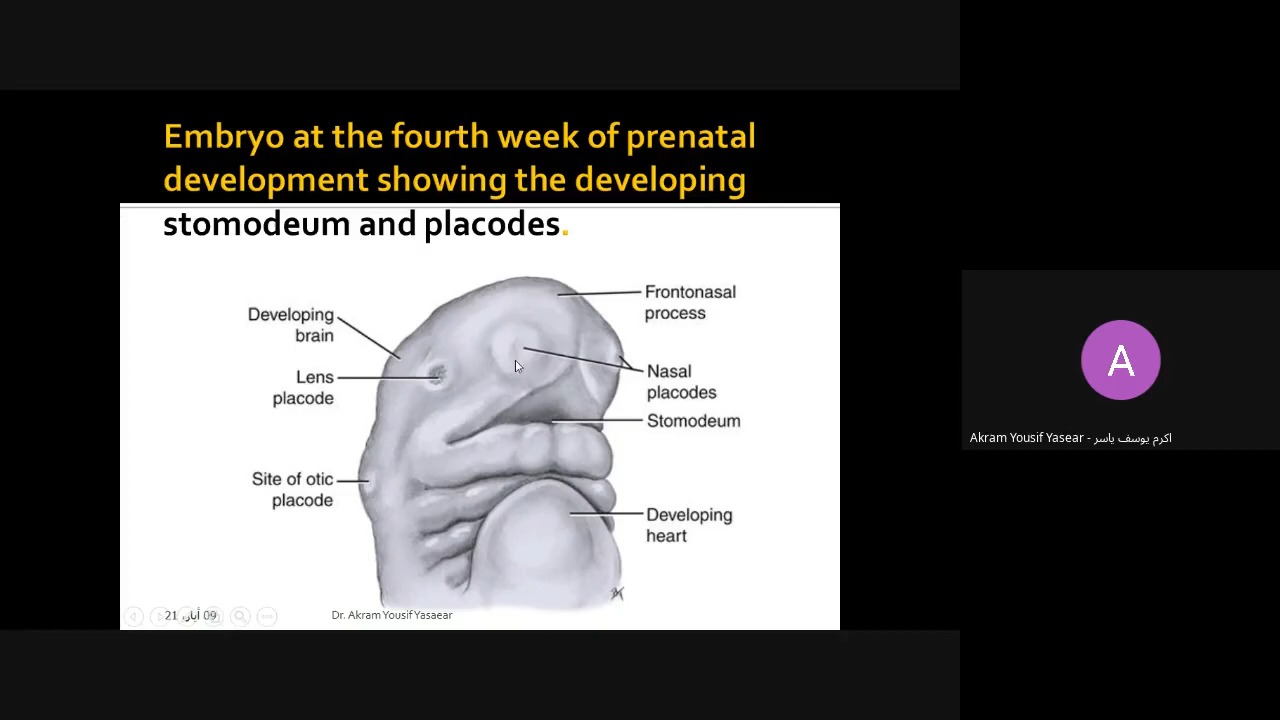 Embryo at the fourth week of prenatal
development showing the developing
stomodeum and placodes.
Frontonasal
process
Developing
brain
Lens
placode
Nasal
placodes
Stomodeum
Site of otic
placode
Developing
heart
09 أيار، 21
Dr. Akram Yousif Yasaear
A
Akram Yousif Yasear - اكرم يوسف ياسر